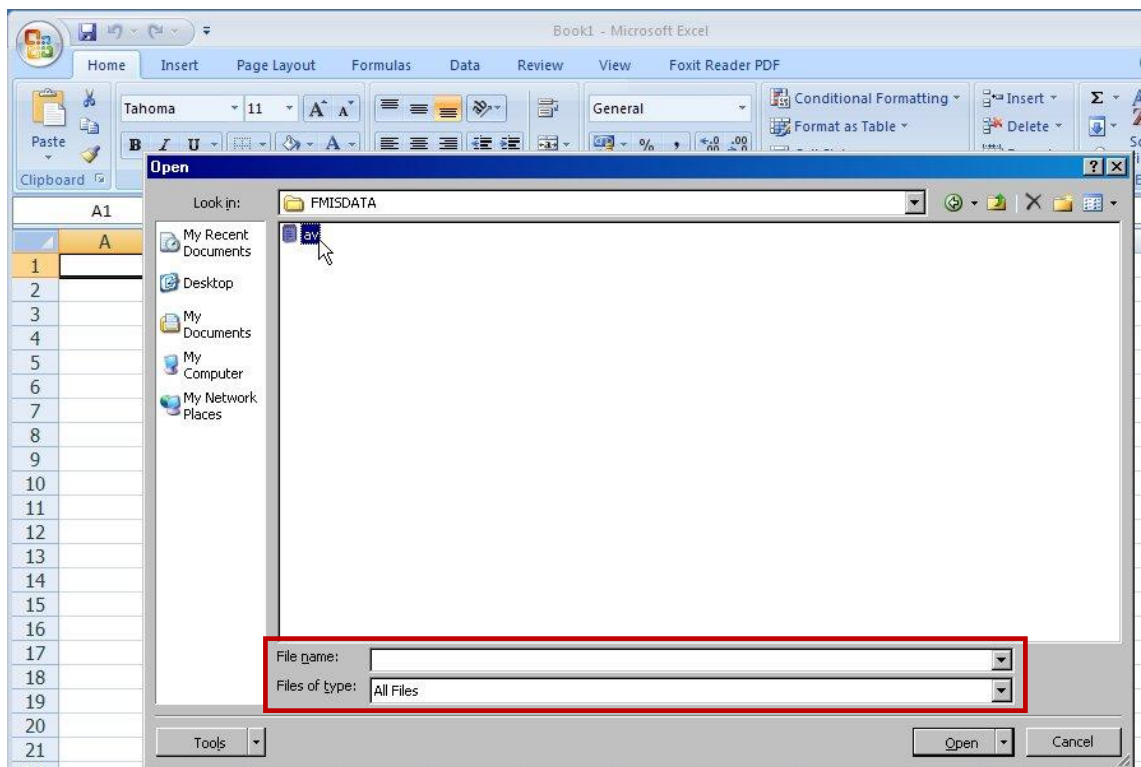 Book1 - Microsoft Excel
Home Insert Page Layout Formulas Data Review View Foxit Reader PDF
Tahoma 11 A A General Conditional Formatting Insert Σ
Paste Format as Table Delete
B I U A % , .0 .00
Clipboard
Open
A1 Look in: FMISDATA
A My Recent Documents av
Desktop
My Documents
My Computer
My Network Places
1
2
3
4
5
6
7
8
9
10
11
12
13
14
15
16
17
18
19
20
21
File name:
Files of type: All Files
Tools Open Cancel